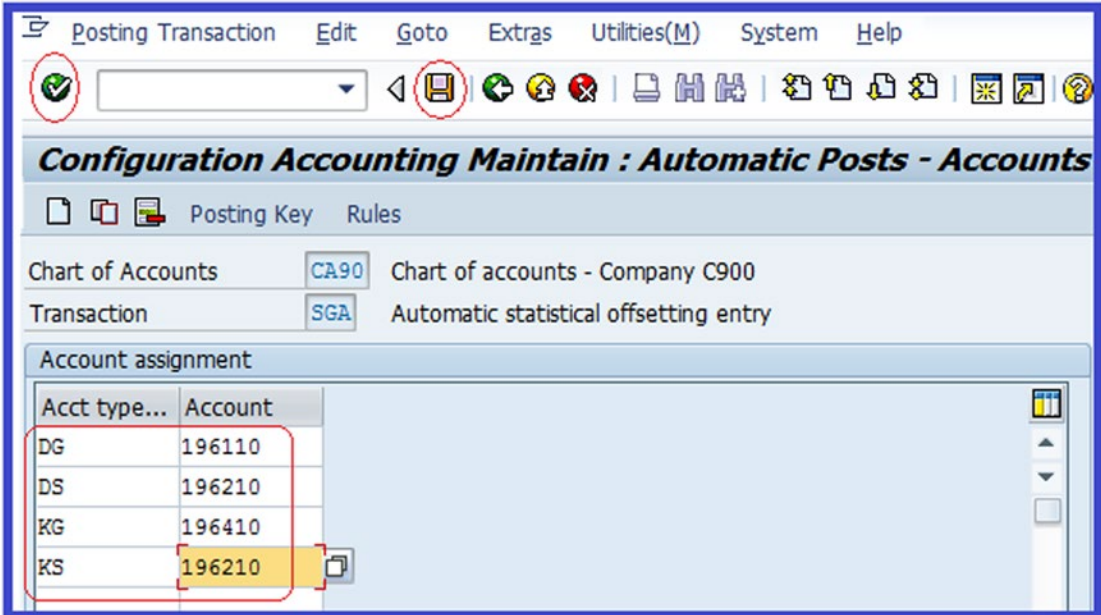 Posting Transaction Edit Goto Extras Utilities(M) System Help
Configuration Accounting Maintain : Automatic Posts - Accounts
Posting Key Rules
Chart of Accounts CA90 Chart of accounts - Company C900
Transaction SGA Automatic statistical offsetting entry
Account assignment
Acct type... Account
DG 196110
DS 196210
KG 196410
KS 196210